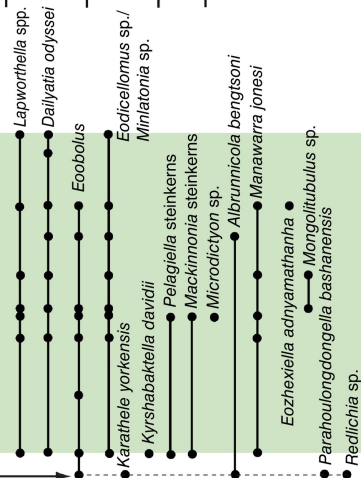 Lapworthella spp.
Dailyatia odyssei
Eoobolus
Eodicellomus sp./
Minlatonia sp.
Karathele yorkensis
Kyrshabaktella davidii
Pelagiella steinkerns
Mackinnonia steinkerns
Microdictyon sp.
Albrunnicola bengtsoni
Manawarra jonesi
Eozhexiella adnyamathanha
Mongolitubulus sp.
Parahoulongdongella bashanensis
Redlichia sp.